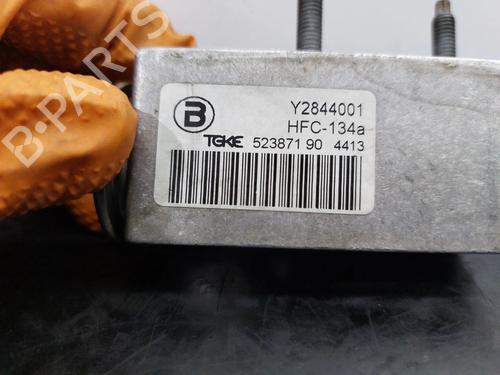 B
Y2844001
HFC-134a
TGKE 523871 90 4413
B-PARTS